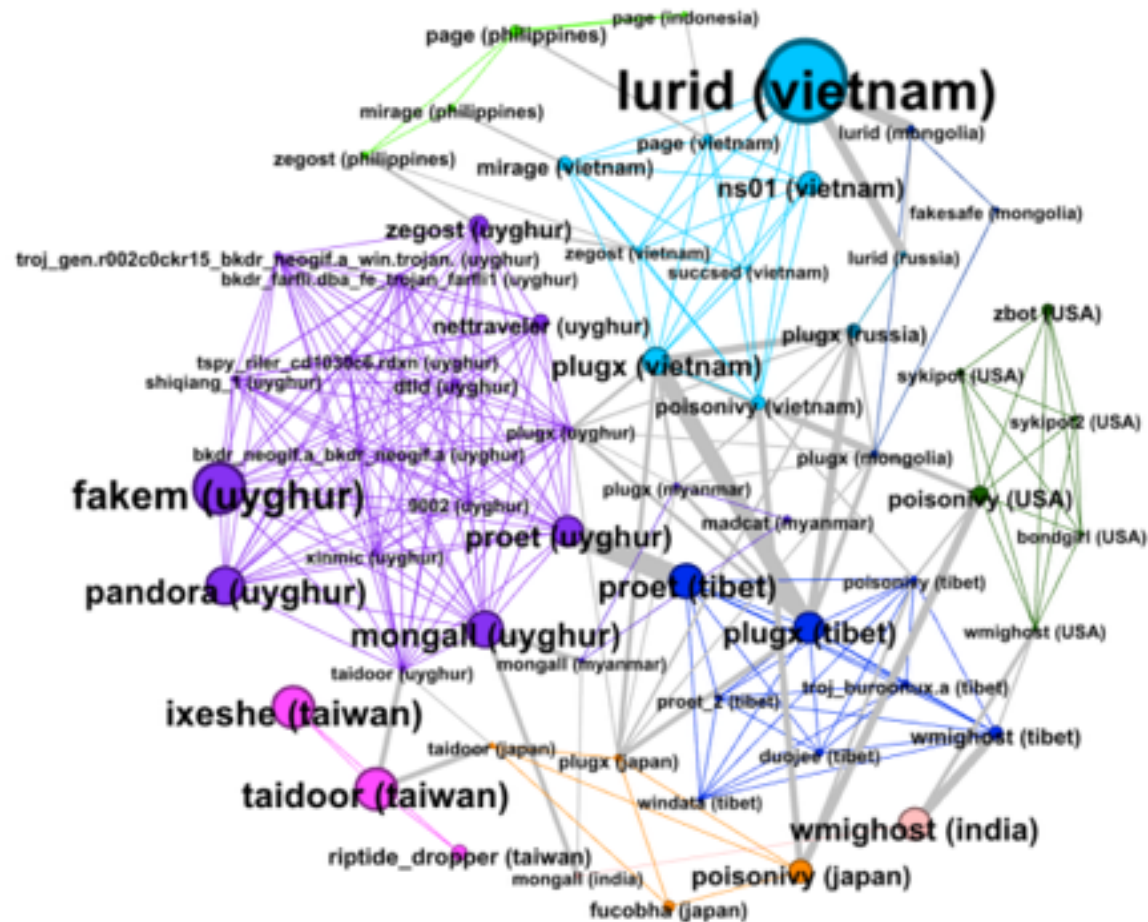 page (indonesia)
page (philippines)
lurid (vietnam)
mirage (philippines)
lurid (mongolia)
page (vietnam)
zegost (philippines)
mirage (vietnam)
ns01 (vietnam)
fakesafe (mongolia)
zegost (uyghur)
zegost (vietnam)
lurid (russia)
troj_gen.r002c0ckr15_bkdr_neogif.a_win.trojan. (uyghur)
succsed (vietnam)
bkdr_farfli.dba_fe_trojan_farfli1 (uyghur)
zbot (USA)
nettraveler (uyghur)
plugx (russia)
tspy_riler_cd1030c6.rdxn (uyghur)
plugx (vietnam)
sykipot (USA)
shiqiang_1 (uyghur)
dtld (uyghur)
poisonivy (vietnam)
sykipot2 (USA)
plugx (uyghur)
bkdr_neogif.a_bkdr_neogif.a (uyghur)
plugx (mongolia)
fakem (uyghur)
plugx (myanmar)
poisonivy (USA)
9002 (uyghur)
madcat (myanmar)
proet (uyghur)
bondgirl (USA)
xinmic (uyghur)
pandora (uyghur)
proet (tibet)
poisonivy (tibet)
mongall (uyghur)
plugx (tibet)
wmighost (USA)
mongall (myanmar)
taidoor (uyghur)
(tibet)
proet_2 (tibet)
ixeshe (taiwan)
wmighost (tibet)
taidoor (japan)
duojee (tibet)
plugx (japan)
taidoor (taiwan)
windata (tibet)
wmighost (india)
riptide_dropper (taiwan)
mongall (india)
poisonivy (japan)
fucobha (japan)